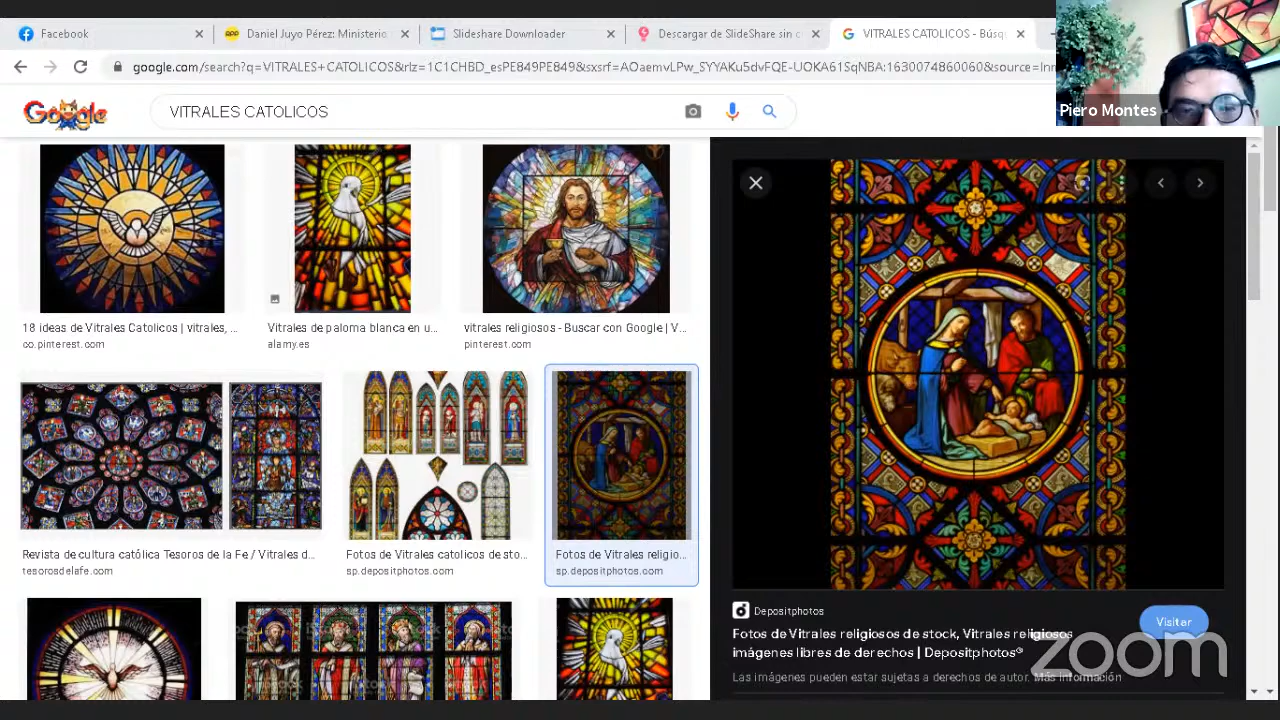 Facebook
Daniel Juyo Pérez: Ministerio
Slideshare Downloader
Descargar de SlideShare sin c
VITRALES CATOLICOS - Búsq
google.com/search?q=VITRALES+CATOLICOS&rlz=1C1CHBD_esPE849PE849&sxsrf=
Piero Montes
Google
VITRALES CATOLICOS
18 ideas de Vitrales Catolicos | vitrales, ...
co.pinterest.com
Vitrales de paloma blanca en u...
alamy.es
vitrales religiosos - Buscar con Google | V...
pinterest.com
Revista de cultura católica Tesoros de la Fe / Vitrales d...
tesorosdelafe.com
Fotos de Vitrales catolicos de sto...
sp.depositphotos.com
Fotos de Vitrales religio...
sp.depositphotos.com
Depositphotos
Visitar
Fotos de Vitrales religiosos de stock, Vitrales religiosos
imágenes libres de derechos | Depositphotos®
Las imágenes pueden estar sujetas a derechos de autor. Más información
zoom